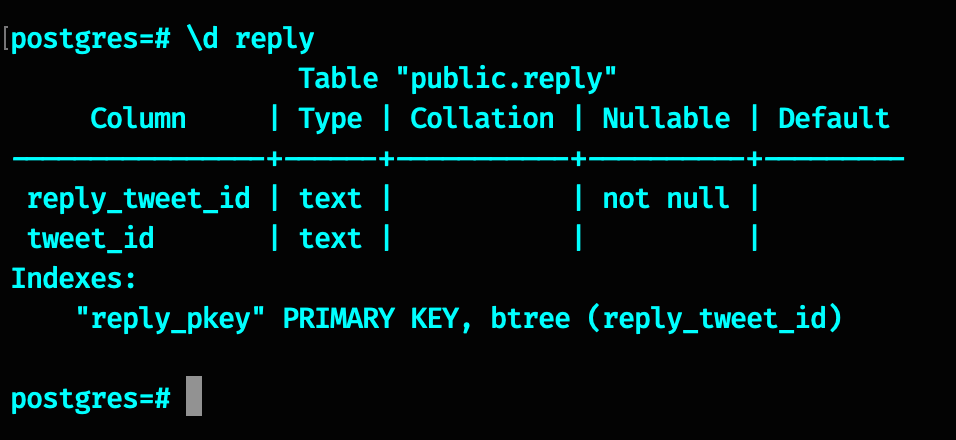 postgres=# \d reply
Table "public.reply"
Column | Type | Collation | Nullable | Default
----------------+------+-----------+----------+---------
reply_tweet_id | text | | not null |
tweet_id | text | | |
Indexes:
"reply_pkey" PRIMARY KEY, btree (reply_tweet_id)
postgres=#